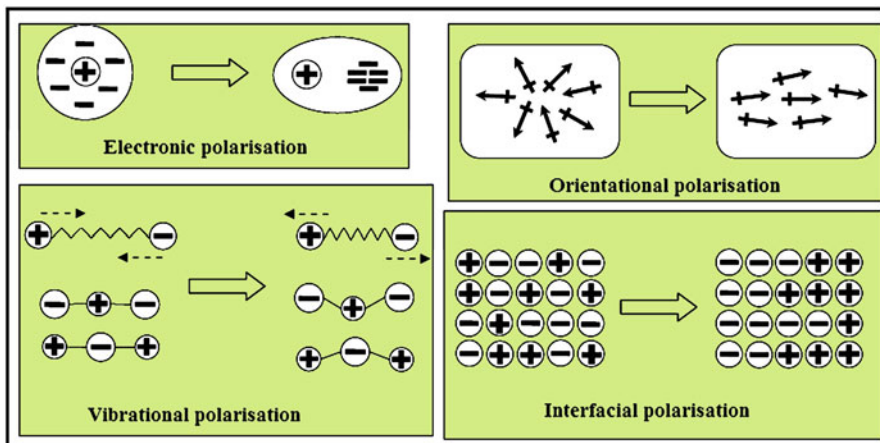 Electronic polarisation
Orientational polarisation
Vibrational polarisation
Interfacial polarisation